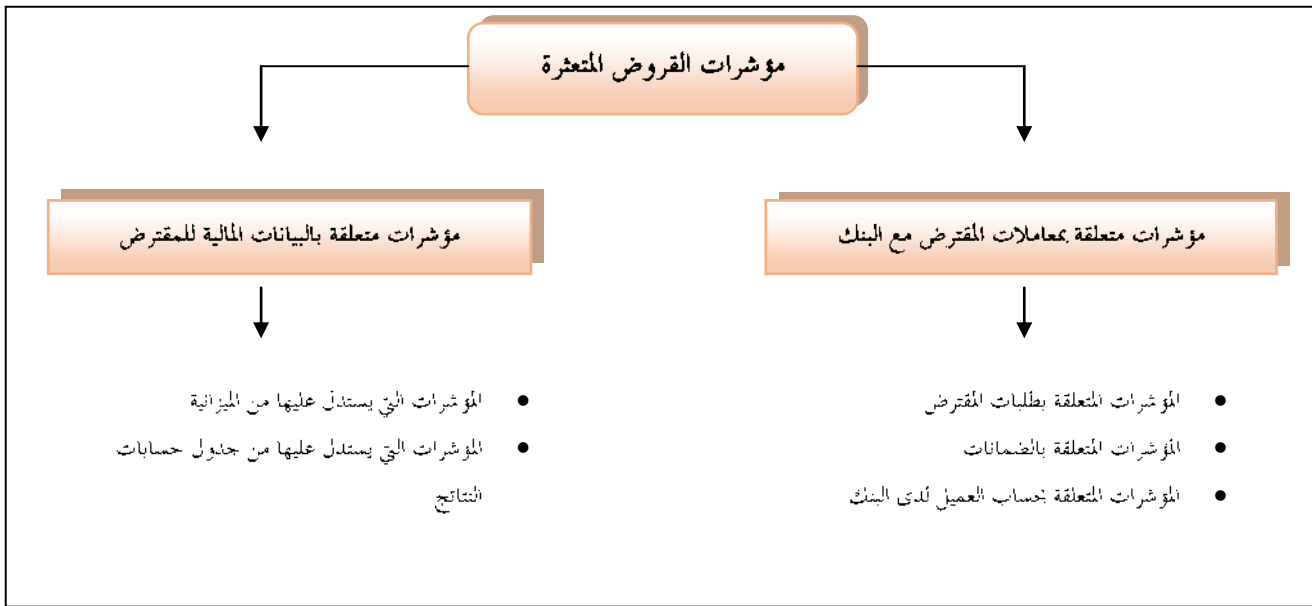 مؤشرات القروض المتعثرة
مؤشرات متعلقة بمعاملات المقترض مع البنك
مؤشرات متعلقة بالبيانات المالية للمقترض
● المؤشرات المتعلقة بطلبات المقترض
● المؤشرات المتعلقة بالضمانات
● المؤشرات المتعلقة بحساب العميل لدى البنك
● المؤشرات التي يستدل عليها من الميزانية
● المؤشرات التي يستدل عليها من جدول حسابات
النتائج